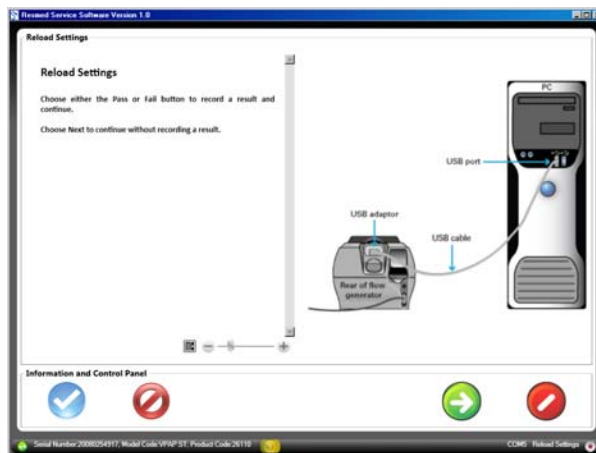 Resmed Service Software Version 1.0
Reload Settings
Reload Settings
Choose either the Pass or Fail button to record a result and
continue.
Choose Next to continue without recording a result.
PC
USB port
USB adaptor
USB cable
Rear of flow
generator
Information and Control Panel
Serial Number:20080254917, Model Code:VPAP ST, Product Code:26110
COM5 Reload Settings